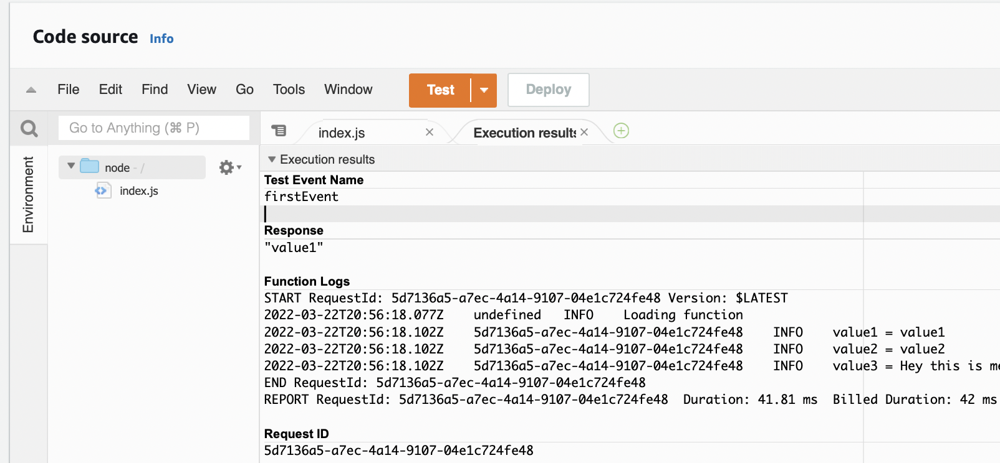 Code source Info
File Edit Find View Go Tools Window Test Deploy
Go to Anything (⌘ P)
index.js Execution results
Environment
node - /
index.js
Execution results
Test Event Name
firstEvent
Response
"value1"
Function Logs
START RequestId: 5d7136a5-a7ec-4a14-9107-04e1c724fe48 Version: $LATEST
2022-03-22T20:56:18.077Z undefined INFO Loading function
2022-03-22T20:56:18.102Z 5d7136a5-a7ec-4a14-9107-04e1c724fe48 INFO value1 = value1
2022-03-22T20:56:18.102Z 5d7136a5-a7ec-4a14-9107-04e1c724fe48 INFO value2 = value2
2022-03-22T20:56:18.102Z 5d7136a5-a7ec-4a14-9107-04e1c724fe48 INFO value3 = Hey this is
END RequestId: 5d7136a5-a7ec-4a14-9107-04e1c724fe48
REPORT RequestId: 5d7136a5-a7ec-4a14-9107-04e1c724fe48 Duration: 41.81 ms Billed Duration: 42 ms
Request ID
5d7136a5-a7ec-4a14-9107-04e1c724fe48